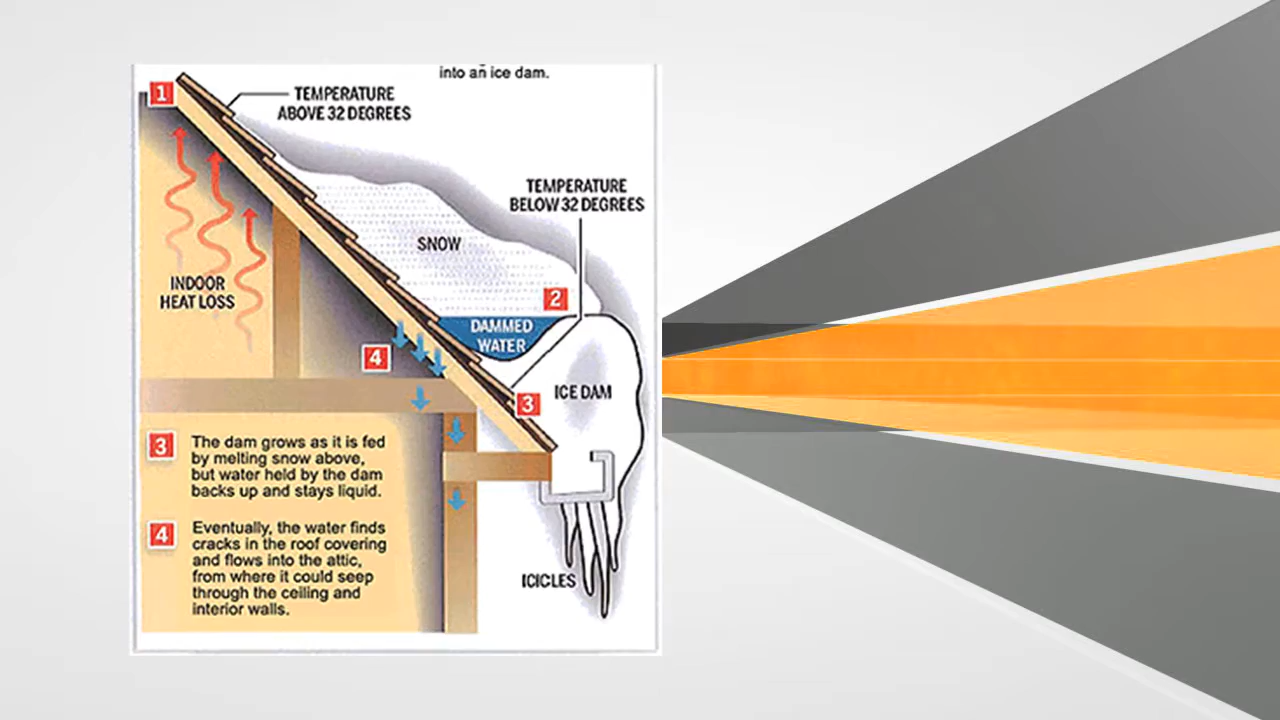 into an ice dam.
1
TEMPERATURE
ABOVE 32 DEGREES
TEMPERATURE
BELOW 32 DEGREES
SNOW
INDOOR
HEAT LOSS
2
DAMMED
WATER
4
ICE DAM
3
3
The dam grows as it is fed
by melting snow above,
but water held by the dam
backs up and stays liquid.
4
Eventually, the water finds
cracks in the roof covering
and flows into the attic,
from where it could seep
through the ceiling and
interior walls.
ICICLES